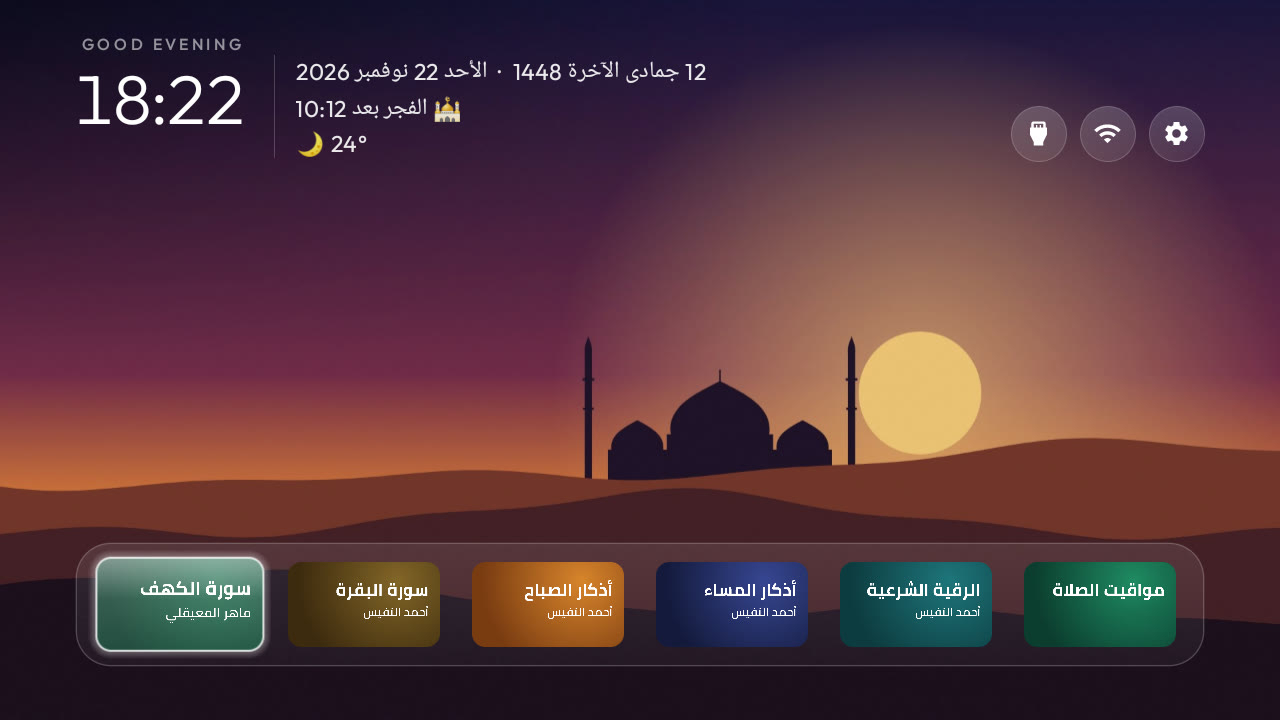 GOOD EVENING
18:22
12 جمادى الآخرة 1448 · الأحد 22 نوفمبر 2026
🕌 الفجر بعد 10:12
🌙 24°
مواقيت الصلاة
الرقية الشرعية
أحمد النفيس
أذكار المساء
أحمد النفيس
أذكار الصباح
أحمد النفيس
سورة البقرة
أحمد النفيس
سورة الكهف
ماهر المعيقلي